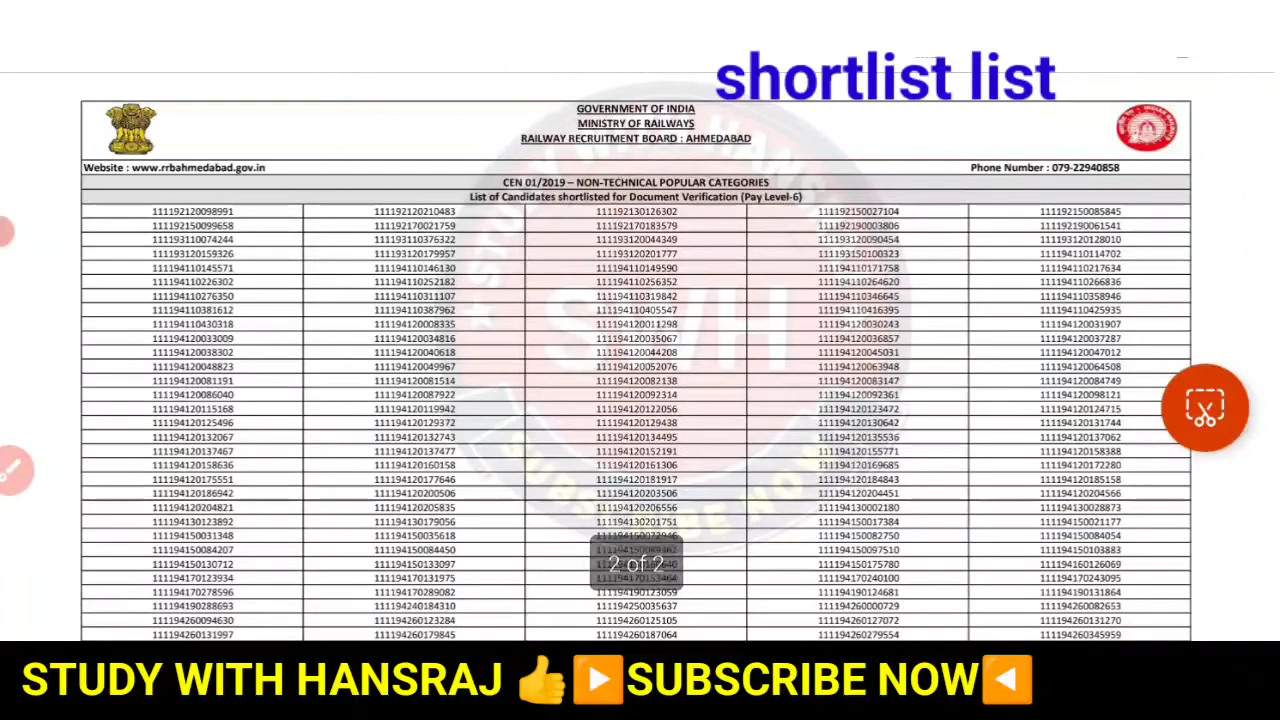 shortlist list
GOVERNMENT OF INDIA
MINISTRY OF RAILWAYS
RAILWAY RECRUITMENT BOARD : AHMEDABAD
Website : www.rrbahmedabad.gov.in Phone Number : 079-22940858
CEN 01/2019 – NON-TECHNICAL POPULAR CATEGORIES
List of Candidates shortlisted for Document Verification (Pay Level-6)
111192120098991 111192120210483 111192130126302 111192150027104 111192150085845
111192150099658 111192170021759 111192170183579 111192190003806 111192190061541
111193110074244 111193110376322 111193120044349 111193120090454 111193120128010
111193120159326 111193120179957 111193120201777 111193150100323 111194110114702
111194110145571 111194110146130 111194110149590 111194110171758 111194110217634
111194110226302 111194110252182 111194110256352 111194110264620 111194110266836
111194110276350 111194110311107 111194110319842 111194110346645 111194110358946
111194110381612 111194110387962 111194110405547 111194110416395 111194110425935
111194110430318 111194120008335 111194120011298 111194120030243 111194120031907
111194120033009 111194120034816 111194120035067 111194120036857 111194120037287
111194120038302 111194120040618 111194120044208 111194120045031 111194120047012
111194120048823 111194120049967 111194120052076 111194120063948 111194120064508
111194120081191 111194120081514 111194120082138 111194120083147 111194120084749
111194120086040 111194120087922 111194120092314 111194120092361 111194120098121
111194120115168 111194120119942 111194120122056 111194120123472 111194120124715
111194120125496 111194120129372 111194120129438 111194120130642 111194120131744
111194120132067 111194120132743 111194120134495 111194120135536 111194120137062
111194120137467 111194120137477 111194120152191 111194120155771 111194120158388
111194120158636 111194120160158 111194120161306 111194120169685 111194120172280
111194120175551 111194120177646 111194120181917 111194120184843 111194120185158
111194120186942 111194120200506 111194120203506 111194120204451 111194120204566
111194120204821 111194120205835 111194120206556 111194130002180 111194130028873
111194130123892 111194130179056 111194130201751 111194150017384 111194150021177
111194150031348 111194150035618 111194150072946 111194150082750 111194150084054
111194150084207 111194150084450 111194150097510 111194150103883
111194150130712 111194150133097 111194150175780 111194160126069
111194170123934 111194170131975 111194170153464 111194170240100 111194170243095
111194170278596 111194170289082 111194190123059 111194190124681 111194190131864
111194190288693 111194240184310 111194250035637 111194260000729 111194260082653
111194260094630 111194260123284 111194260125105 111194260127072 111194260131270
111194260131997 111194260179845 111194260187064 111194260279554 111194260345959
2 of 2
SWH
SUBSCRIBE NOW
STUDY WITH HANSRAJ 👍▶SUBSCRIBE NOW◀